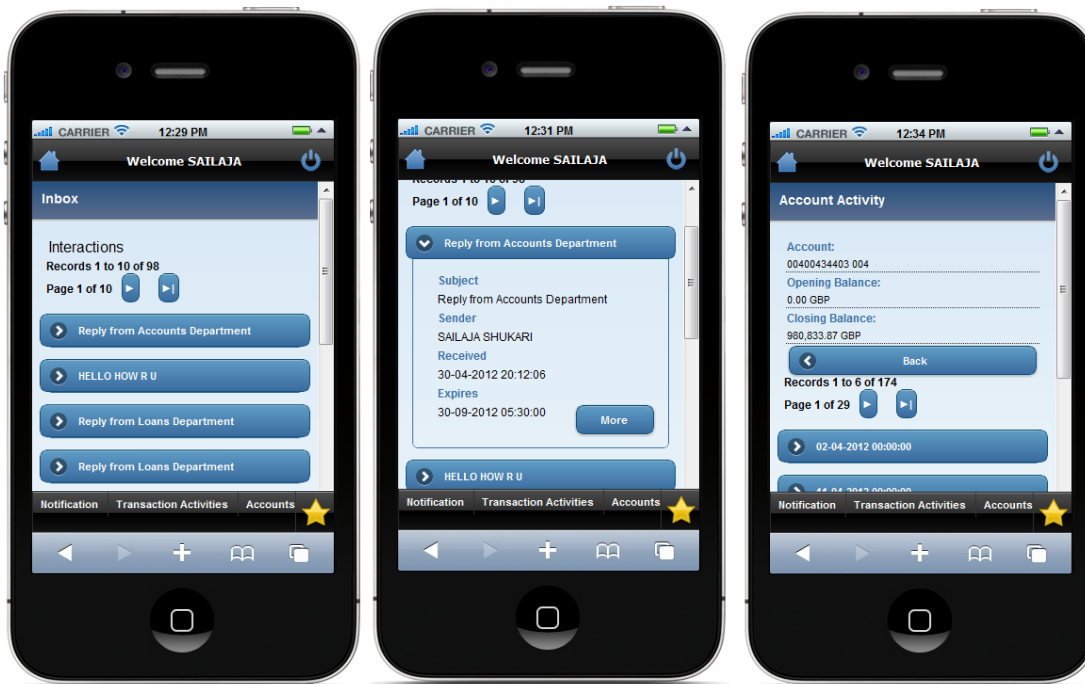 CARRIER 12:29 PM
Welcome SAILAJA
Inbox
Interactions
Records 1 to 10 of 98
Page 1 of 10
Reply from Accounts Department
HELLO HOW R U
Reply from Loans Department
Reply from Loans Department
Notification Transaction Activities Accounts
CARRIER 12:31 PM
Welcome SAILAJA
Records 1 to 10 of 98
Page 1 of 10
Reply from Accounts Department
Subject
Reply from Accounts Department
Sender
SAILAJA SHUKARI
Received
30-04-2012 20:12:06
Expires
30-09-2012 05:30:00
More
HELLO HOW R U
Notification Transaction Activities Accounts
CARRIER 12:34 PM
Welcome SAILAJA
Account Activity
Account:
00400434403 004
Opening Balance:
0.00 GBP
Closing Balance:
980,833.87 GBP
Back
Records 1 to 6 of 174
Page 1 of 29
02-04-2012 00:00:00
Notification Transaction Activities Accounts